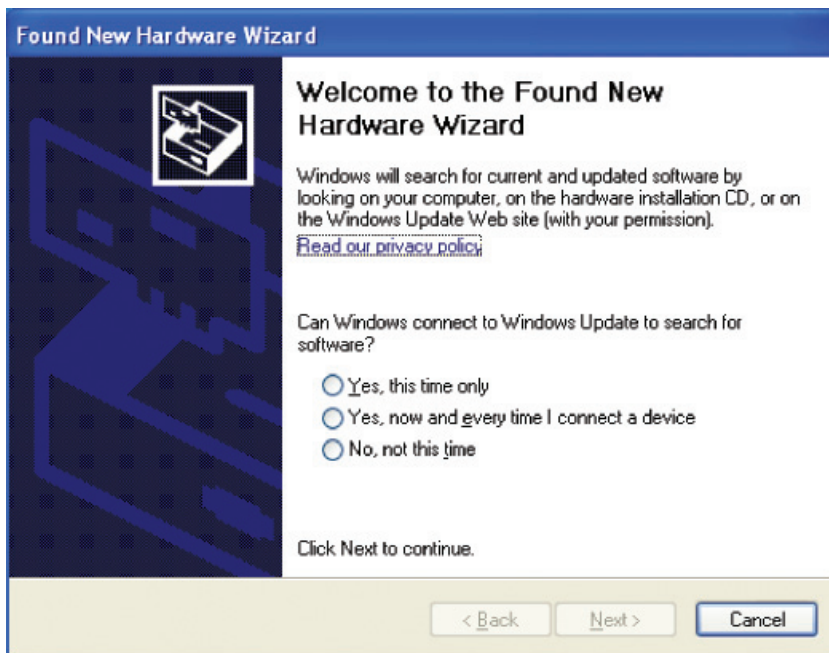 Found New Hardware Wizard
Welcome to the Found New
Hardware Wizard
Windows will search for current and updated software by
looking on your computer, on the hardware installation CD, or on
the Windows Update Web site (with your permission).
Read our privacy policy
Can Windows connect to Windows Update to search for
software?
Yes, this time only
Yes, now and every time I connect a device
No, not this time
Click Next to continue.
< Back
Next >
Cancel